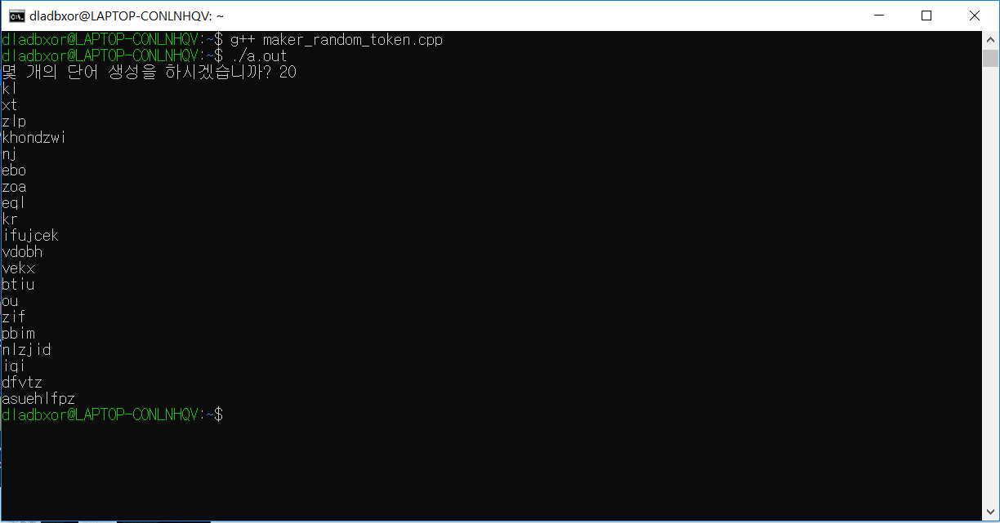 dladbxor@LAPTOP-CONLNHQV: ~
dladbxor@LAPTOP-CONLNHQV:~$ g++ maker_random_token.cpp
dladbxor@LAPTOP-CONLNHQV:~$ ./a.out
몇 개의 단어 생성을 하시겠습니까? 20
kl
xt
zlp
khondzwi
nj
ebo
zoa
eql
kr
ifujcek
vdobh
vekx
btiu
ou
zif
pbim
nlzjid
iqi
dfvtz
asuehlfpz
dladbxor@LAPTOP-CONLNHQV:~$